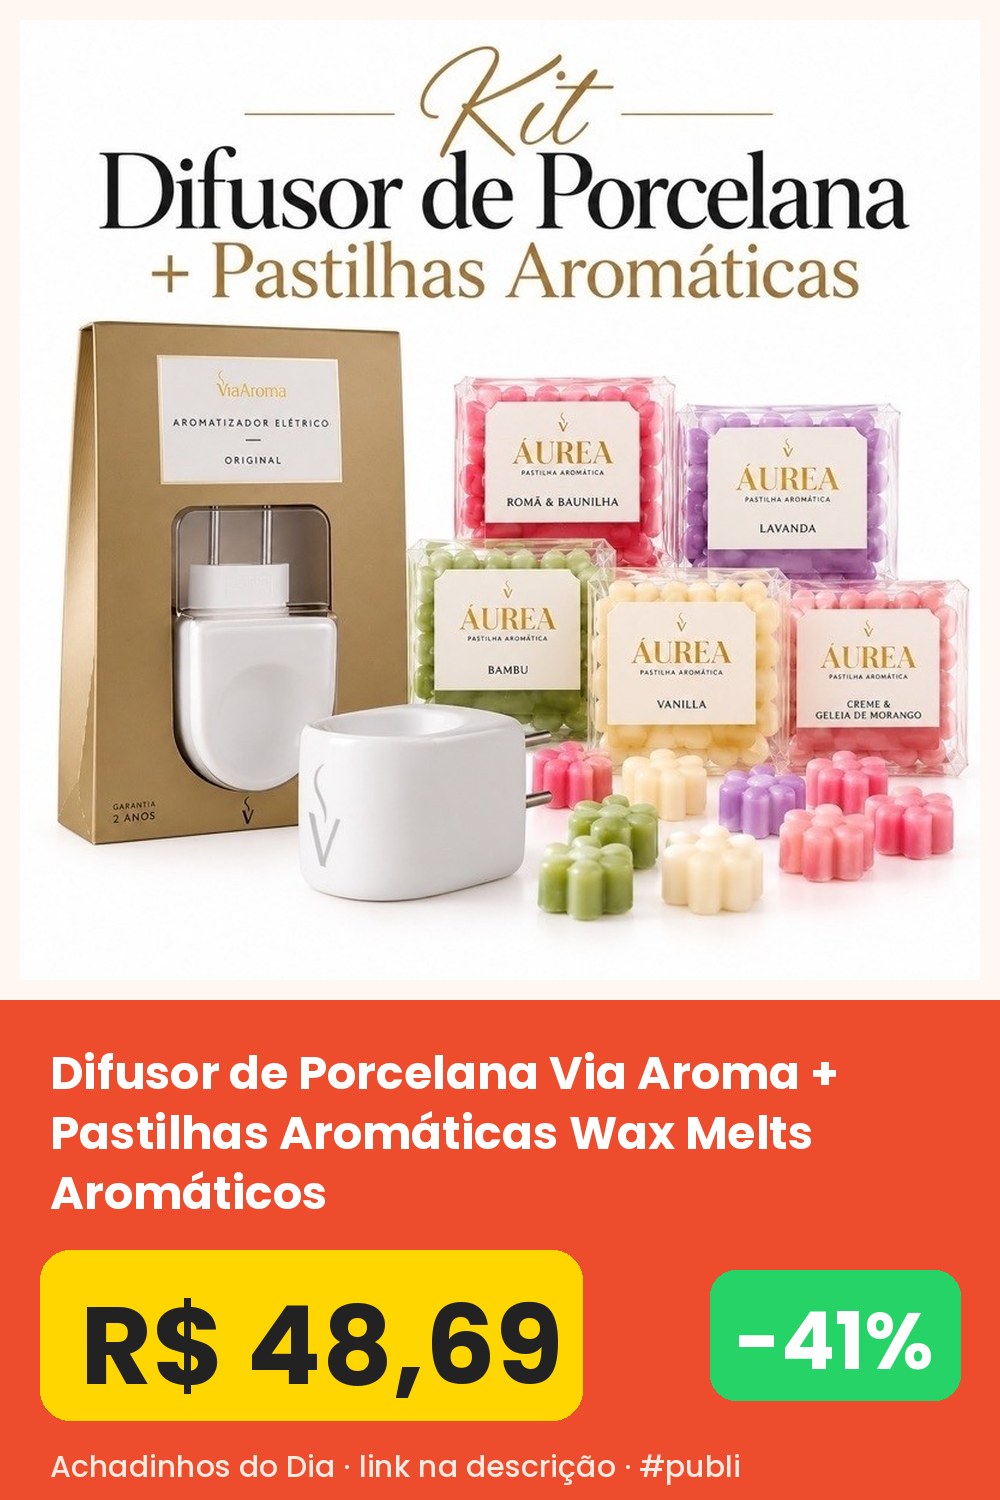 Kit
Difusor de Porcelana
+ Pastilhas Aromáticas
ViaAroma
AROMATIZADOR ELÉTRICO
ORIGINAL
GARANTIA
2 ANOS
ÁUREA
PASTILHA AROMÁTICA
ROMÃ & BAUNILHA
ÁUREA
PASTILHA AROMÁTICA
LAVANDA
ÁUREA
PASTILHA AROMÁTICA
BAMBU
ÁUREA
PASTILHA AROMÁTICA
VANILLA
ÁUREA
PASTILHA AROMÁTICA
CREME &
GELEIA DE MORANGO
Difusor de Porcelana Via Aroma +
Pastilhas Aromáticas Wax Melts
Aromáticos
R$ 48,69
-41%
Achadinhos do Dia · link na descrição · #publi